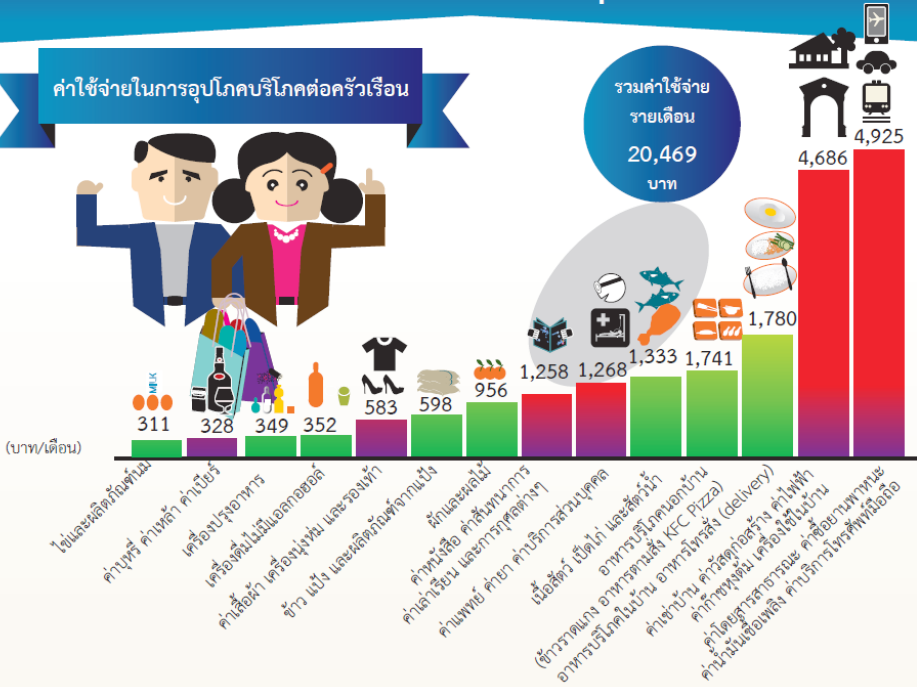 ค่าใช้จ่ายในการอุปโภคบริโภคต่อครัวเรือน
รวมค่าใช้จ่าย
รายเดือน
20,469
บาท
MILK
311
328
349
352
583
598
956
1,258
1,268
1,333
1,741
1,780
4,686
4,925
(บาท/เดือน)
ไข่และผลิตภัณฑ์นม
ค่าบุหรี่ ค่าเหล้า ค่าเบียร์
เครื่องปรุงอาหาร
เครื่องดื่มไม่มีแอลกอฮอล์
ค่าเสื้อผ้า เครื่องนุ่งห่ม และรองเท้า
ข้าว แป้ง และผลิตภัณฑ์จากแป้ง
ผักและผลไม้
ค่าหนังสือ ค่าสันทนาการ
ค่าเล่าเรียน และการกุศลต่างๆ
ค่าแพทย์ ค่ายา ค่าบริการส่วนบุคคล
เนื้อสัตว์ เป็ดไก่ และสัตว์น้ำ
อาหารบริโภคนอกบ้าน
(ข้าวราดแกง อาหารตามสั่ง KFC Pizza)
อาหารบริโภคในบ้าน อาหารโทรสั่ง (delivery)
ค่าเช่าบ้าน ค่าวัสดุก่อสร้าง ค่าไฟฟ้า
ค่าก๊าซหุงต้ม เครื่องใช้ในบ้าน
ค่าโดยสารสาธารณะ ค่าซื้อยานพาหนะ
ค่าน้ำมันเชื้อเพลิง ค่าบริการโทรศัพท์มือถือ